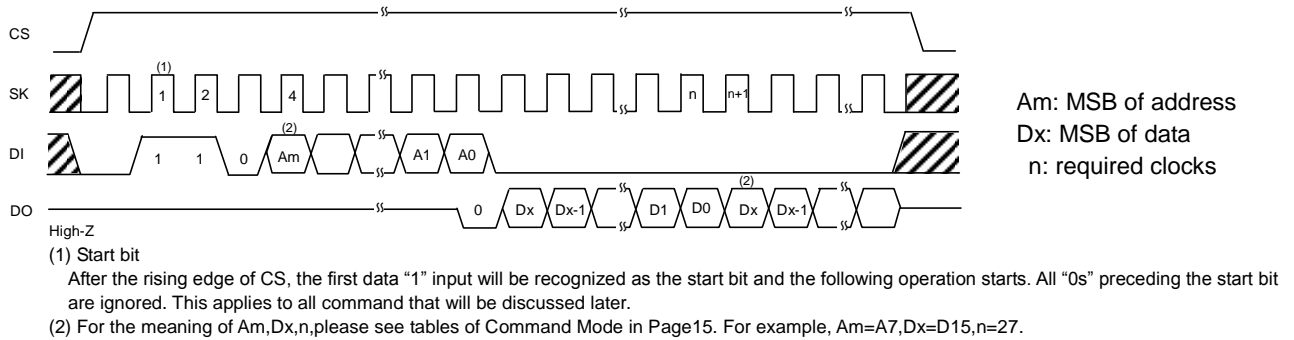 CS
SK
(1)
1 2 4 n n+1
Am: MSB of address
Dx: MSB of data
n: required clocks
DI
1 1 0
(2)
Am A1 A0
DO
High-Z
0 Dx Dx-1 D1 D0
(2)
Dx Dx-1
(1) Start bit
After the rising edge of CS, the first data “1” input will be recognized as the start bit and the following operation starts. All “0s” preceding the start bit
are ignored. This applies to all command that will be discussed later.
(2) For the meaning of Am,Dx,n,please see tables of Command Mode in Page15. For example, Am=A7,Dx=D15,n=27.